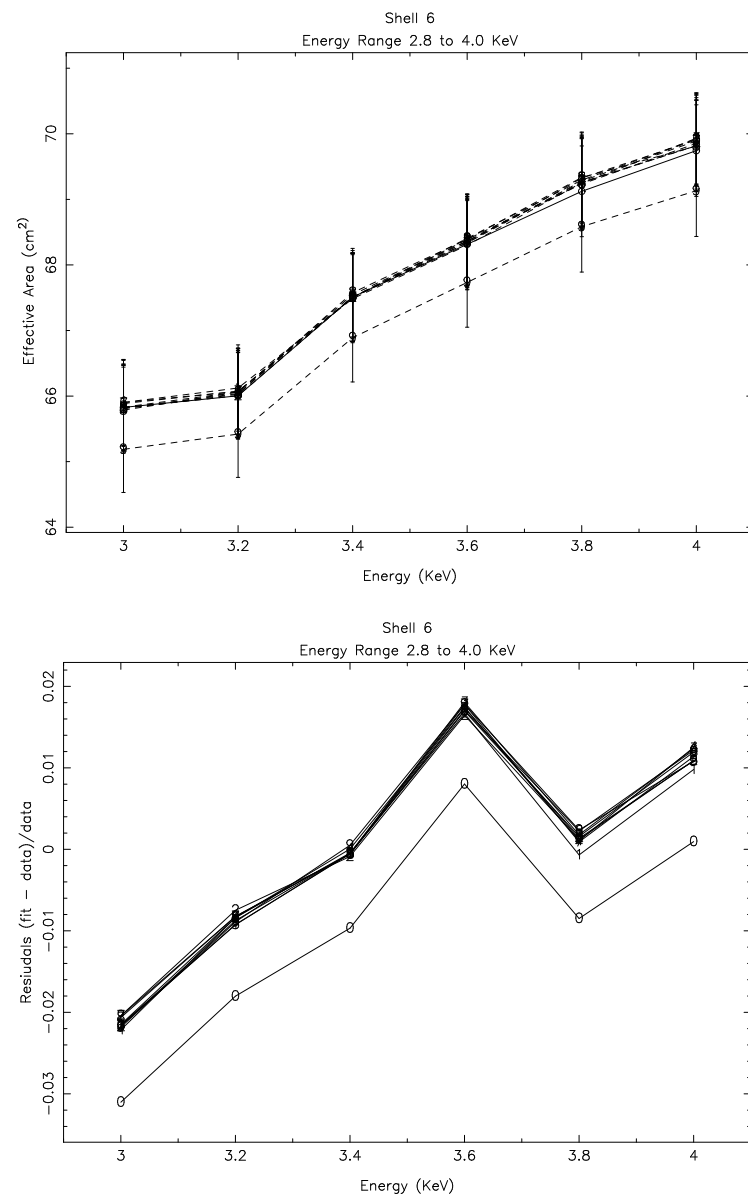 Shell 6
Energy Range 2.8 to 4.0 KeV
Effective Area (cm²)
70
68
66
64
3 3.2 3.4 3.6 3.8 4
Energy (KeV)
Shell 6
Energy Range 2.8 to 4.0 KeV
Resiudals (fit − data)/data
0.02
0.01
0
−0.01
−0.02
−0.03
3 3.2 3.4 3.6 3.8 4
Energy (KeV)